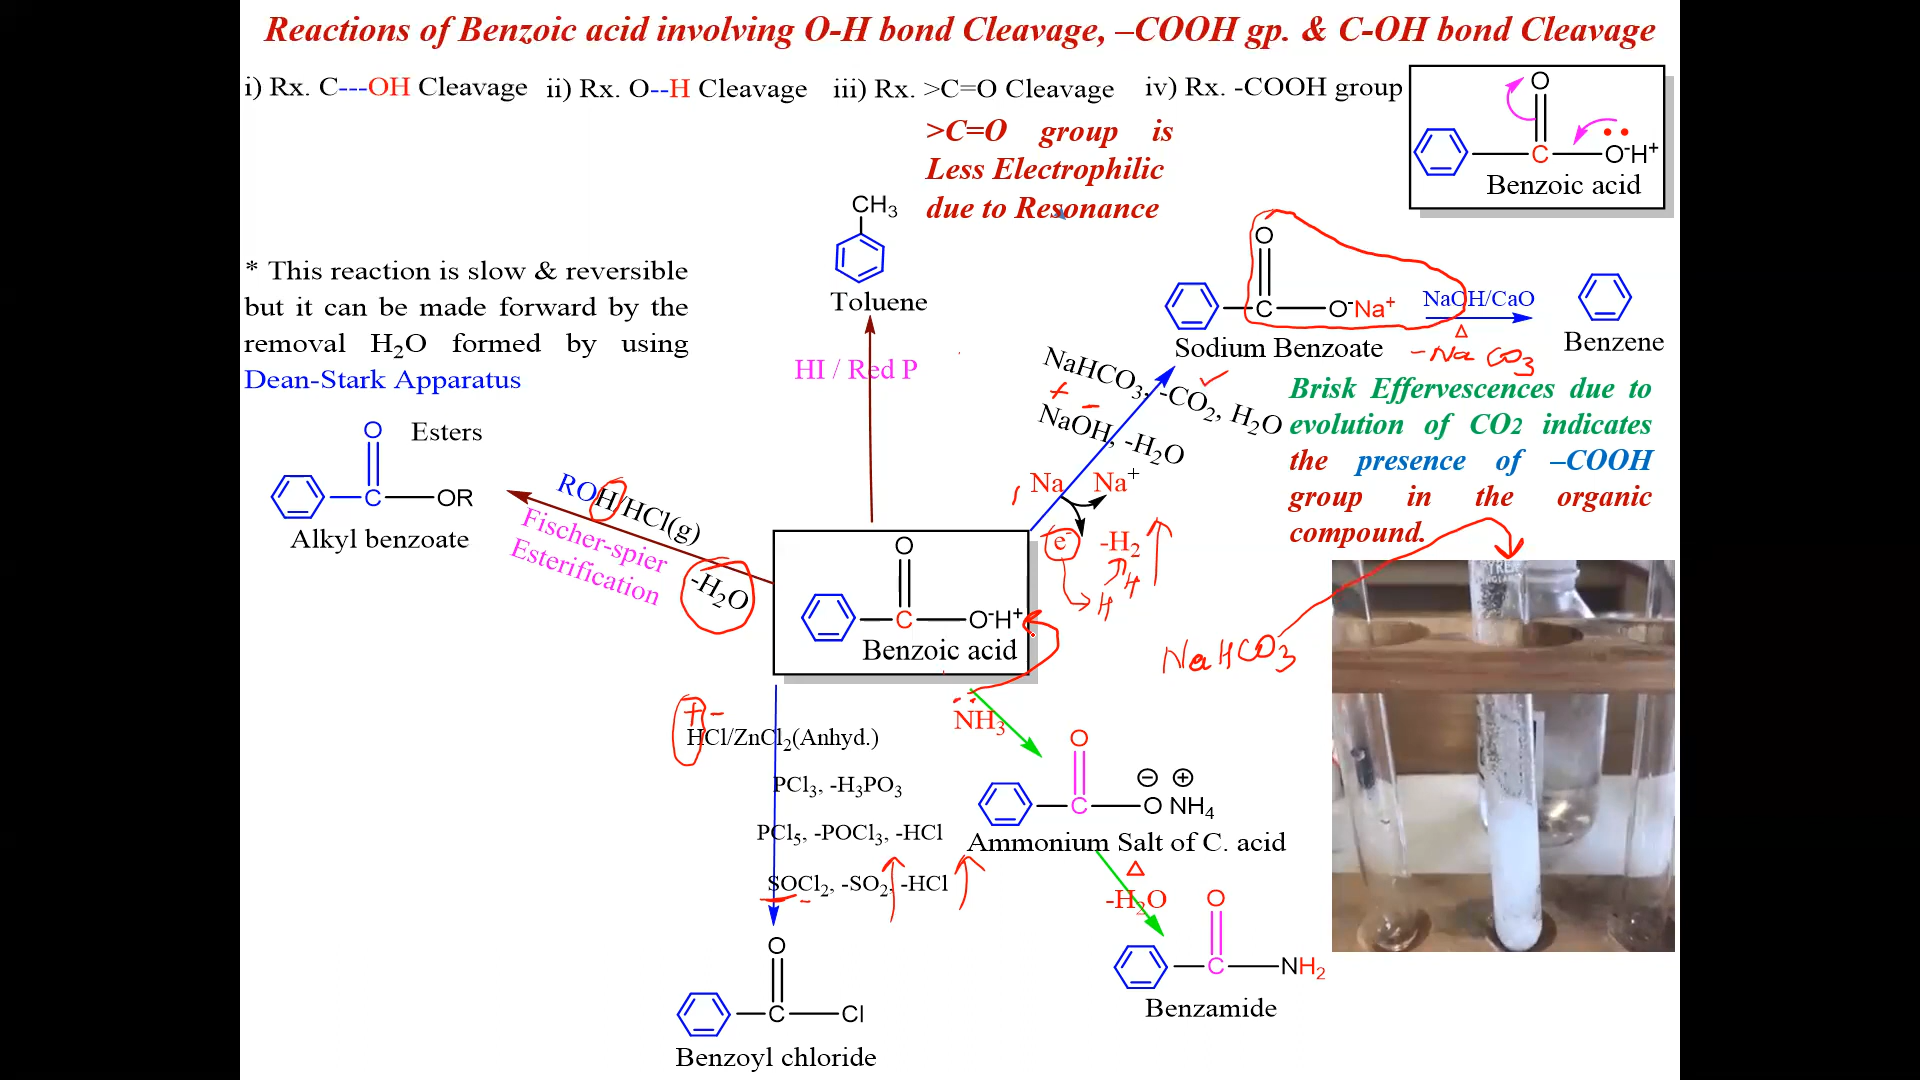 Reactions of Benzoic acid involving O-H bond Cleavage, –COOH gp. & C-OH bond Cleavage
i) Rx. C---OH Cleavage
ii) Rx. O--H Cleavage
iii) Rx. >C=O Cleavage
iv) Rx. -COOH group
>C=O group is
Less Electrophilic
due to Resonance
O
C
O⁻H⁺
Benzoic acid
CH₃
Toluene
HI / Red P
* This reaction is slow & reversible
but it can be made forward by the
removal H₂O formed by using
Dean-Stark Apparatus
O
C
OR
Esters
Alkyl benzoate
ROH/HCl(g)
Fischer-spier
Esterification
-H₂O
O
C
O⁻Na⁺
Sodium Benzoate
NaOH/CaO
Δ
-Na CO₃
Benzene
NaHCO₃, -CO₂, H₂O
+ -
NaOH, -H₂O
Na
Na⁺
e⁻
-H₂
H
H
Brisk Effervescences due to
evolution of CO2 indicates
the presence of –COOH
group in the organic
compound.
NaHCO₃
O
C
O⁻H⁺
Benzoic acid
+ -
HCl/ZnCl₂(Anhyd.)
PCl₃, -H₃PO₃
PCl₅, -POCl₃, -HCl
SOCl₂, -SO₂, -HCl
O
C
Cl
Benzoyl chloride
NH₃
O
C
⊖ ⊕
O NH₄
Ammonium Salt of C. acid
Δ
-H₂O
O
C
NH₂
Benzamide